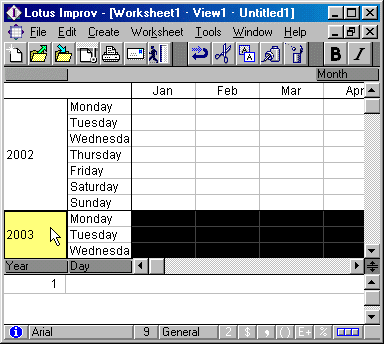 Lotus Improv - [Worksheet1 · View1 · Untitled1]
File Edit Create Worksheet Tools Window Help
B I
Month
Jan Feb Mar Apr
2002
Monday
Tuesday
Wednesda
Thursday
Friday
Saturday
Sunday
2003
Monday
Tuesday
Wednesda
Year Day
1
Arial 9 General 2 $ , () E+ %